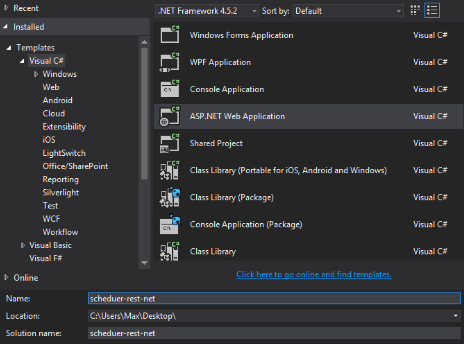 Recent
.NET Framework 4.5.2 Sort by: Default
Installed
Templates
Visual C#
Windows
Web
Android
Cloud
Extensibility
iOS
LightSwitch
Office/SharePoint
Reporting
Silverlight
Test
WCF
Workflow
Visual Basic
Visual F#
Online
Windows Forms Application Visual C#
WPF Application Visual C#
Console Application Visual C#
ASP.NET Web Application Visual C#
Shared Project Visual C#
Class Library (Portable for iOS, Android and Windows) Visual C#
Class Library (Package) Visual C#
Console Application (Package) Visual C#
Class Library Visual C#
Click here to go online and find templates.
Name: scheduer-rest-net
Location: C:\Users\Max\Desktop\
Solution name: scheduer-rest-net